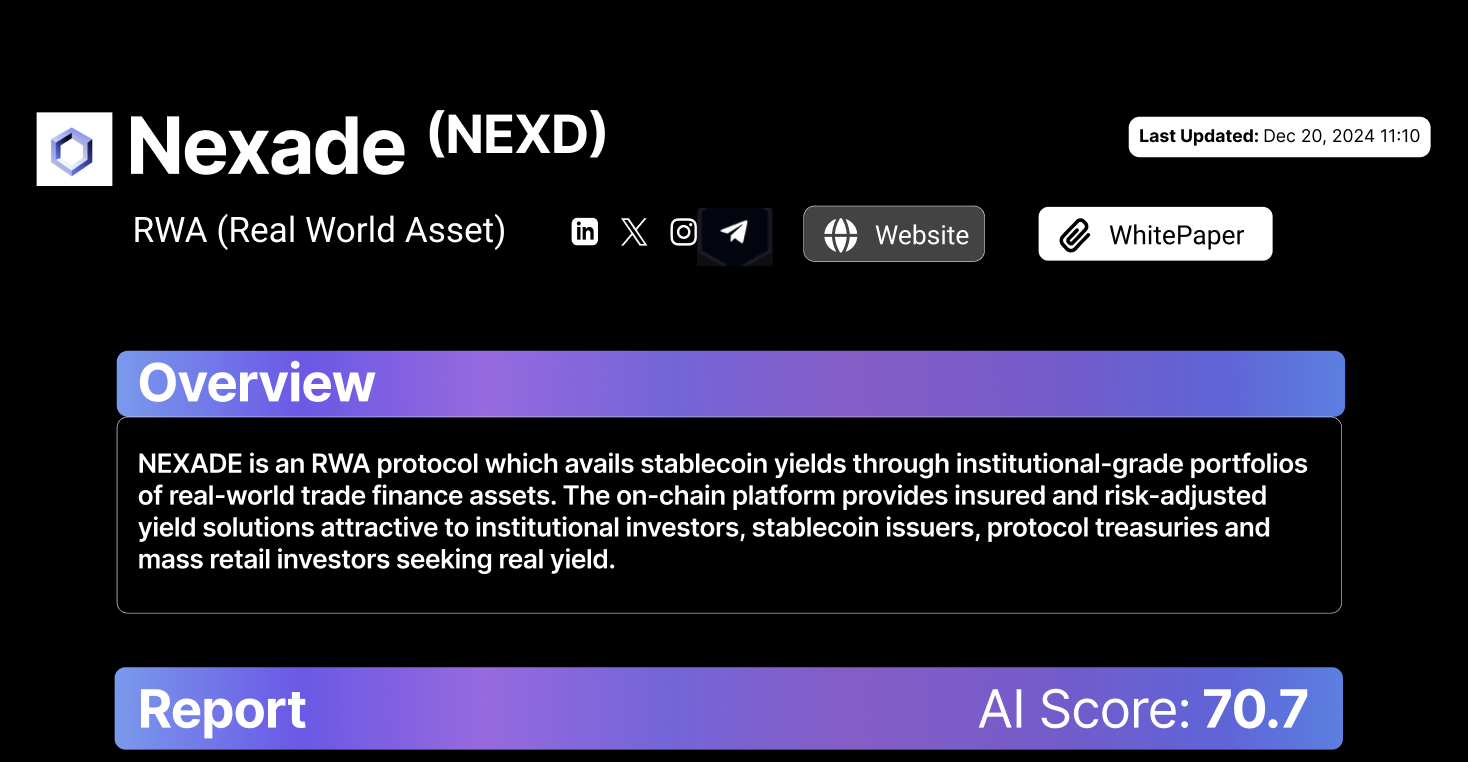 Nexade (NEXD)
Last Updated: Dec 20, 2024 11:10
RWA (Real World Asset)
in
Website
WhitePaper
Overview
NEXADE is an RWA protocol which avails stablecoin yields through institutional-grade portfolios
of real-world trade finance assets. The on-chain platform provides insured and risk-adjusted
yield solutions attractive to institutional investors, stablecoin issuers, protocol treasuries and
mass retail investors seeking real yield.
Report
AI Score: 70.7